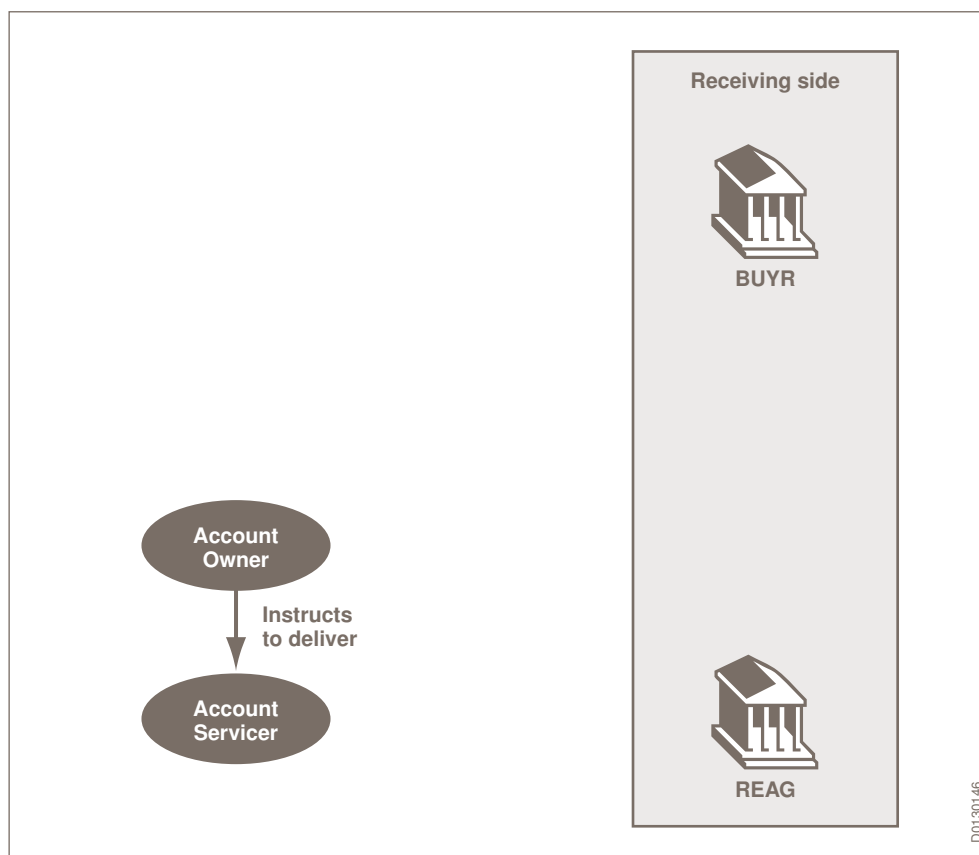 Receiving side
BUYR
Account
Owner
Instructs
to deliver
Account
Servicer
REAG
D0130146